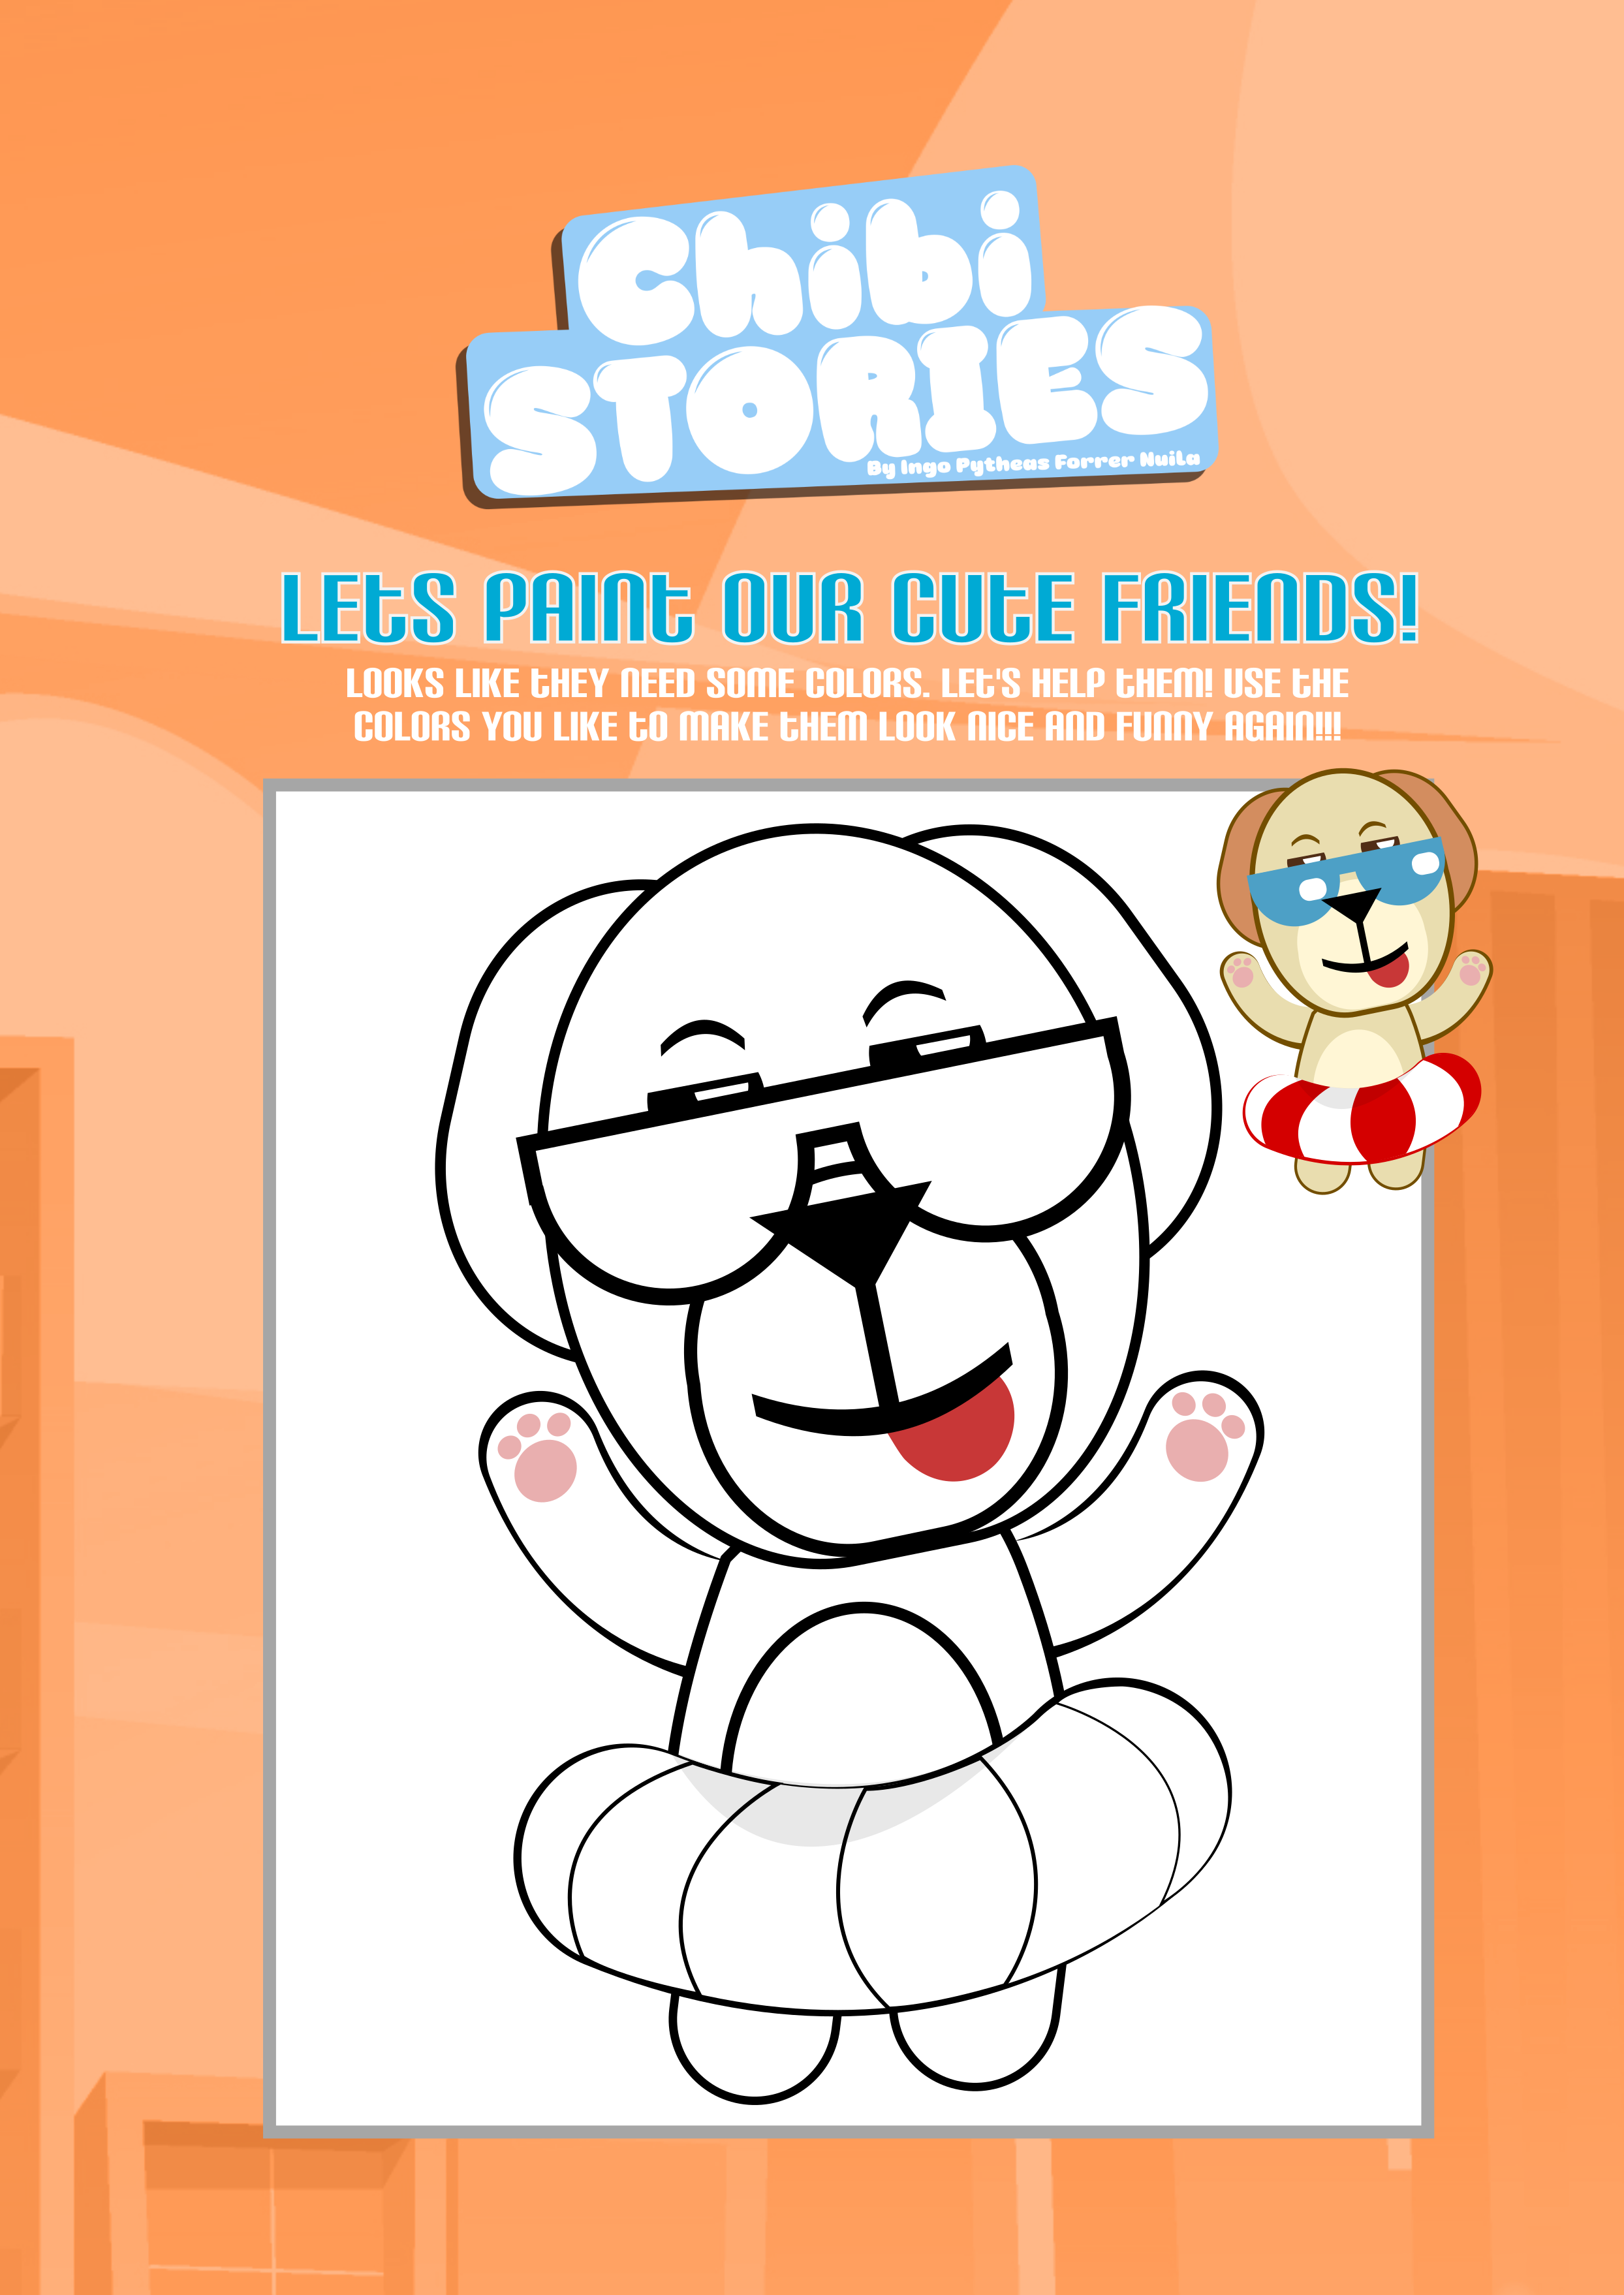 Chibi
STORIES
By Ingo Pytheas Forrer NuiLa
LEtS PAINt OUR CUtE FRIENDS!
LOOKS LIKE tHEY NEED SOME COLORS. LEt'S HELP tHEM! USE tHE
COLORS YOU LIKE tO MAKE tHEM LOOK NICE AND FUNNY AGAIN!!!